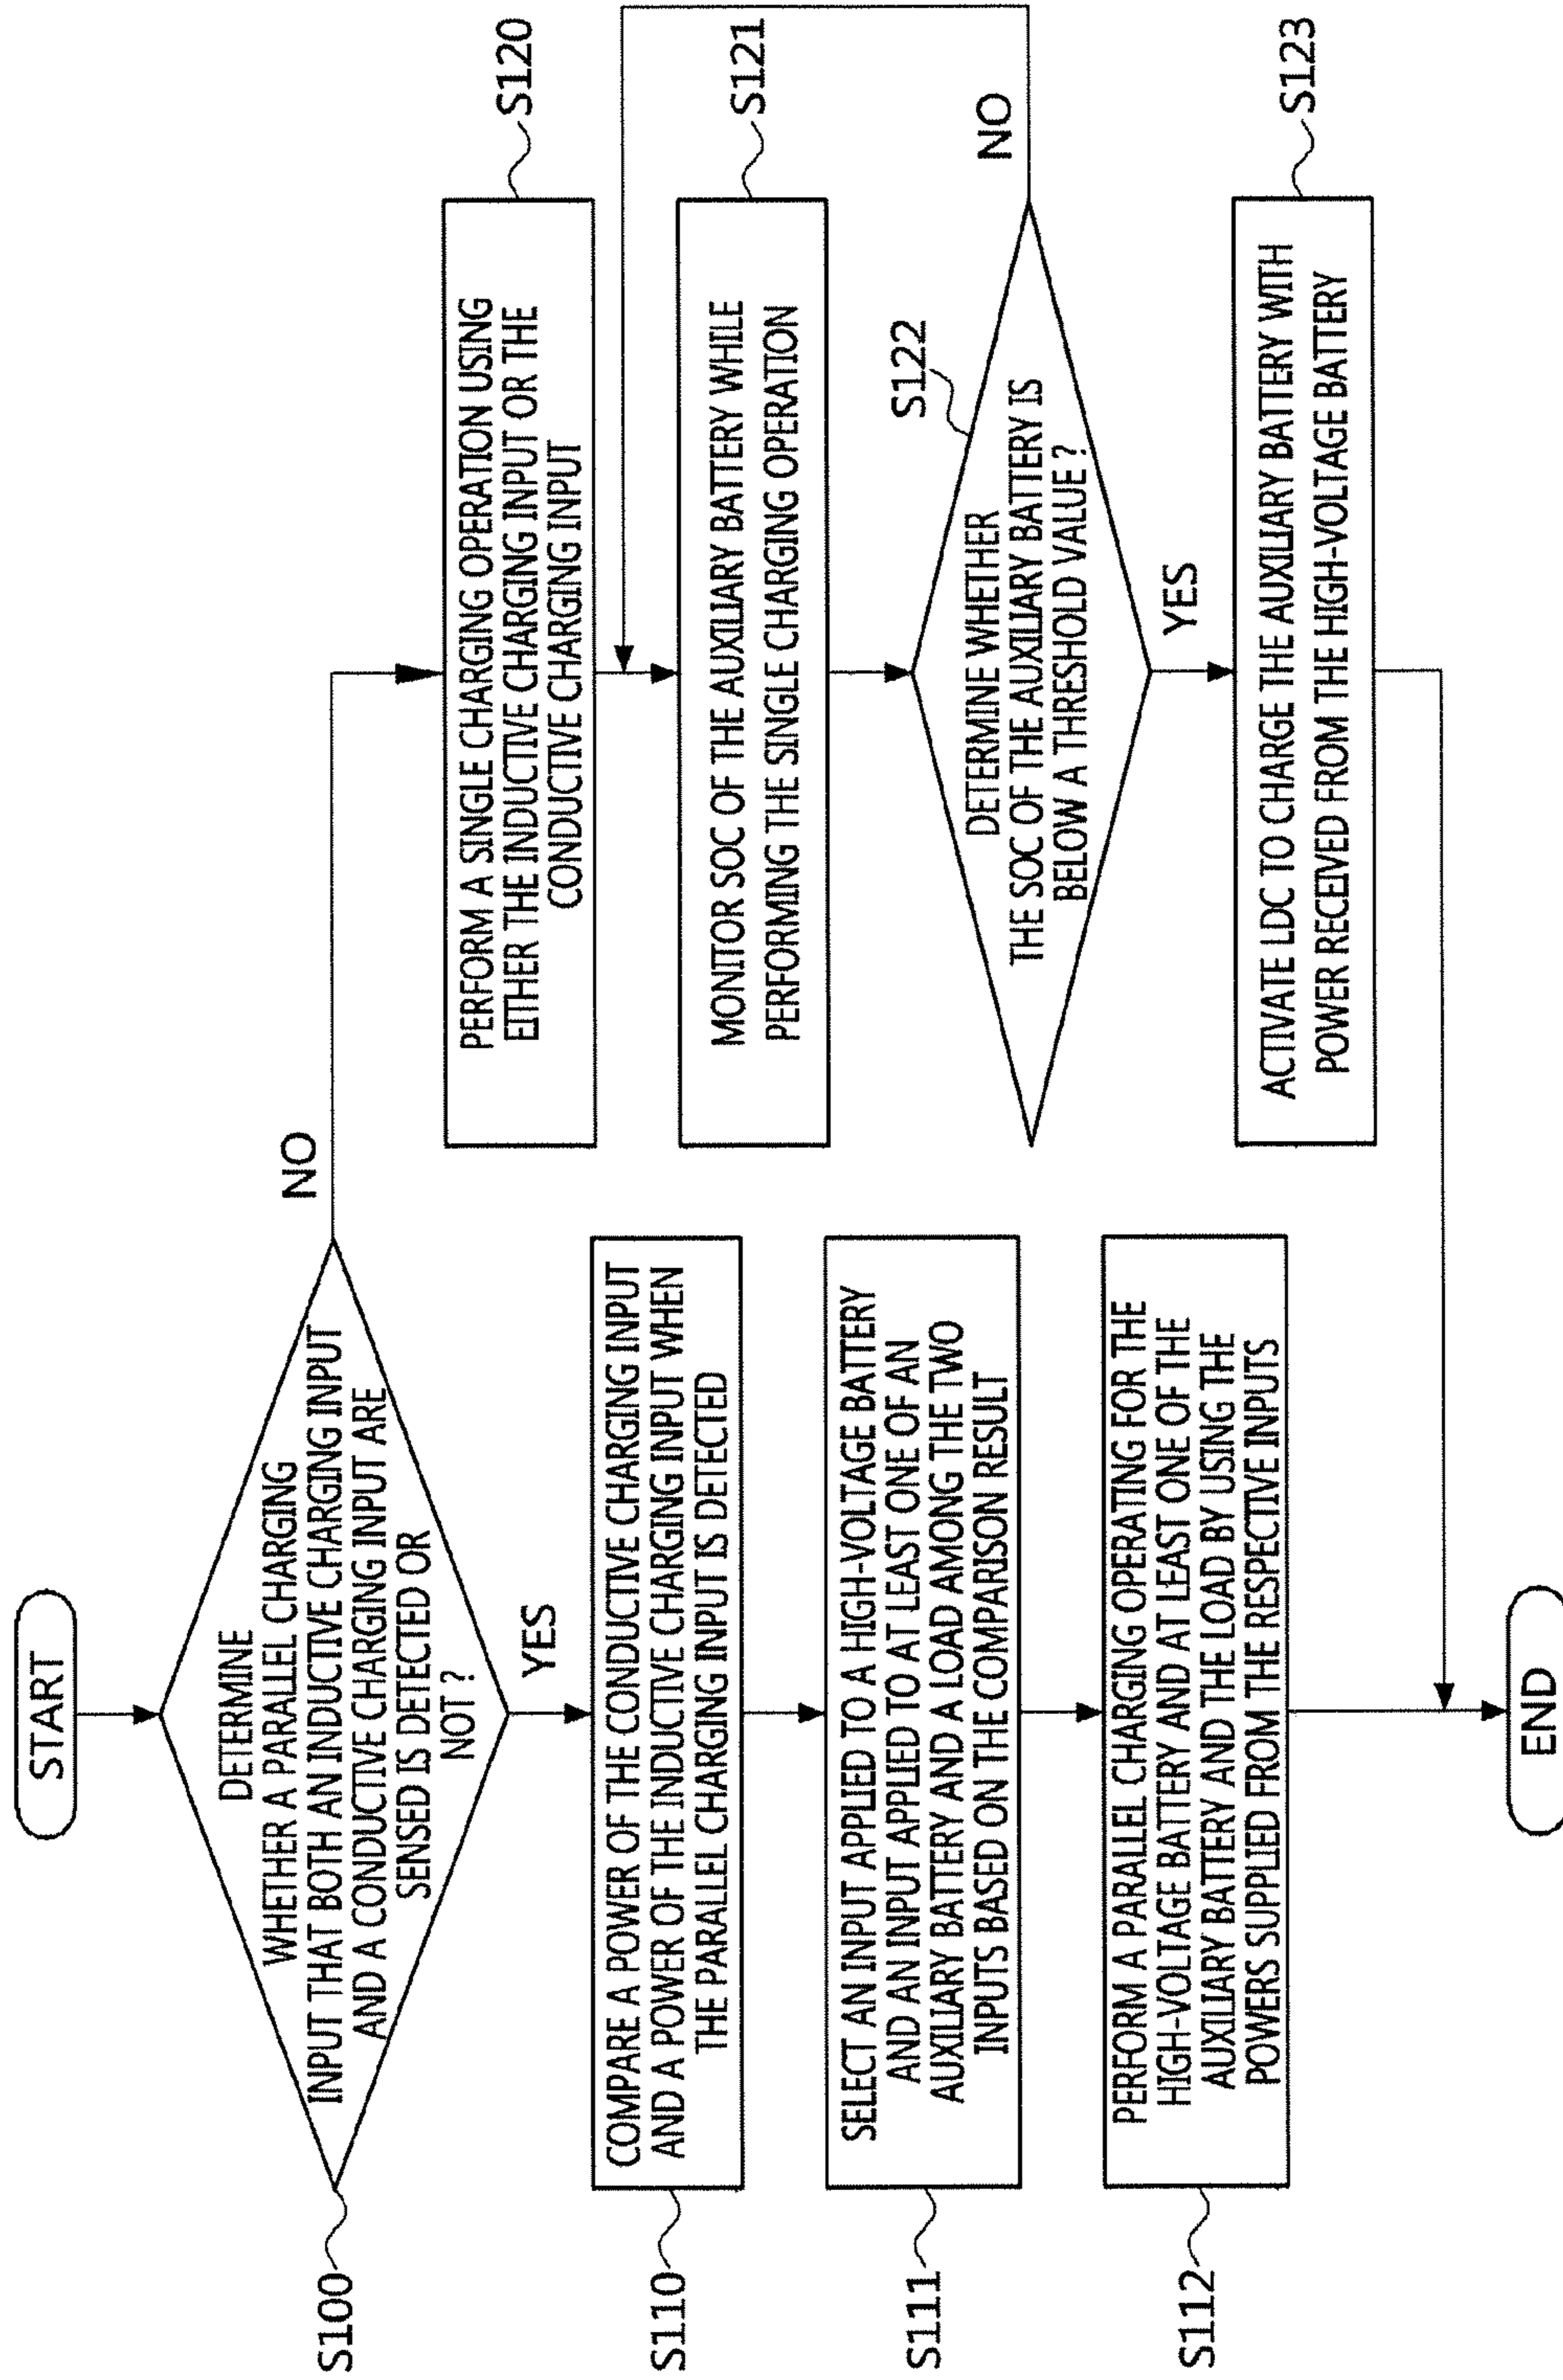 START
DETERMINE
WHETHER A PARALLEL CHARGING
INPUT THAT BOTH AN INDUCTIVE CHARGING INPUT
AND A CONDUCTIVE CHARGING INPUT ARE
SENSED IS DETECTED OR
NOT ?
S100
NO
YES
COMPARE A POWER OF THE CONDUCTIVE CHARGING INPUT
AND A POWER OF THE INDUCTIVE CHARGING INPUT WHEN
THE PARALLEL CHARGING INPUT IS DETECTED
S110
SELECT AN INPUT APPLIED TO A HIGH-VOLTAGE BATTERY
AND AN INPUT APPLIED TO AT LEAST ONE OF AN
AUXILIARY BATTERY AND A LOAD AMONG THE TWO
INPUTS BASED ON THE COMPARISON RESULT
S111
PERFORM A PARALLEL CHARGING OPERATING FOR THE
HIGH-VOLTAGE BATTERY AND AT LEAST ONE OF THE
AUXILIARY BATTERY AND THE LOAD BY USING THE
POWERS SUPPLIED FROM THE RESPECTIVE INPUTS
S112
PERFORM A SINGLE CHARGING OPERATION USING
EITHER THE INDUCTIVE CHARGING INPUT OR THE
CONDUCTIVE CHARGING INPUT
S120
MONITOR SOC OF THE AUXILIARY BATTERY WHILE
PERFORMING THE SINGLE CHARGING OPERATION
S121
DETERMINE WHETHER
THE SOC OF THE AUXILIARY BATTERY IS
BELOW A THRESHOLD VALUE ?
S122
NO
YES
ACTIVATE LDC TO CHARGE THE AUXILIARY BATTERY WITH
POWER RECEIVED FROM THE HIGH-VOLTAGE BATTERY
S123
END